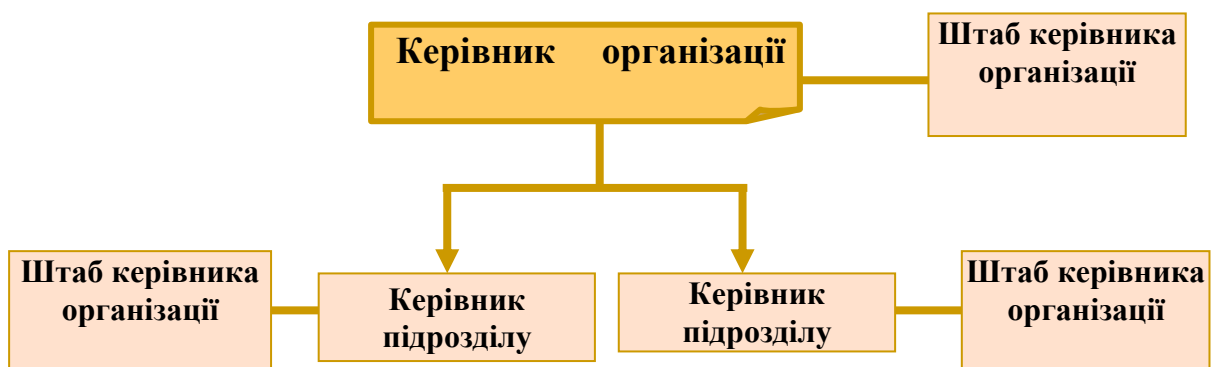 Керівник організації
Штаб керівника
організації
Штаб керівника
організації
Керівник
підрозділу
Керівник
підрозділу
Штаб керівника
організації